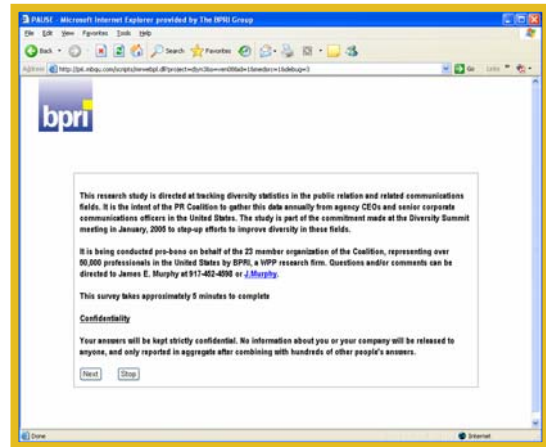 PAUSE - Microsoft Internet Explorer provided by The BPRI Group
File Edit View Favorites Tools Help
Back Search Favorites
Address Go Links
bpri
This research study is directed at tracking diversity statistics in the public relation and related communications
fields. It is the intent of the PR Coalition to gather this data annually from agency CEOs and senior corporate
communications officers in the United States. The study is part of the commitment made at the Diversity Summit
meeting in January, 2005 to step-up efforts to improve diversity in these fields.
It is being conducted pro-bono on behalf of the 23 member organization of the Coalition, representing over
50,000 professionals in the United States by BPRI, a WPP research firm. Questions and/or comments can be
directed to James E. Murphy at 917-452-4598 or J.Murphy.
This survey takes approximately 5 minutes to complete
Confidentiality
Your answers will be kept strictly confidential. No information about you or your company will be released to
anyone, and only reported in aggregate after combining with hundreds of other people's answers.
Next Stop
Done Internet